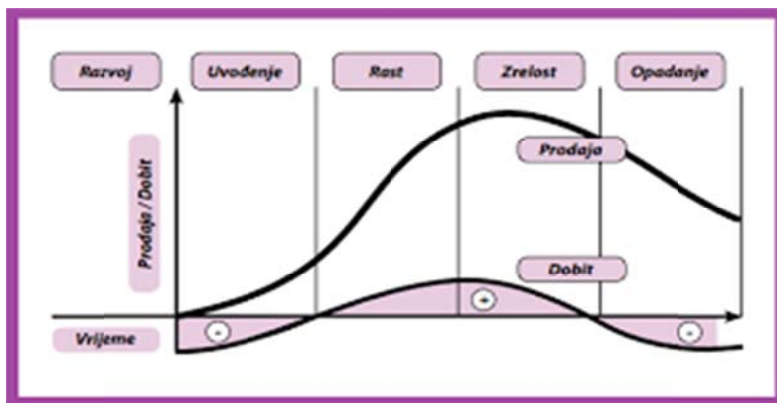 Razvoj
Uvođenje
Rast
Zrelost
Opadanje
Prodaja / Dobit
Prodaja
Dobit
+
-
-
Vrijeme